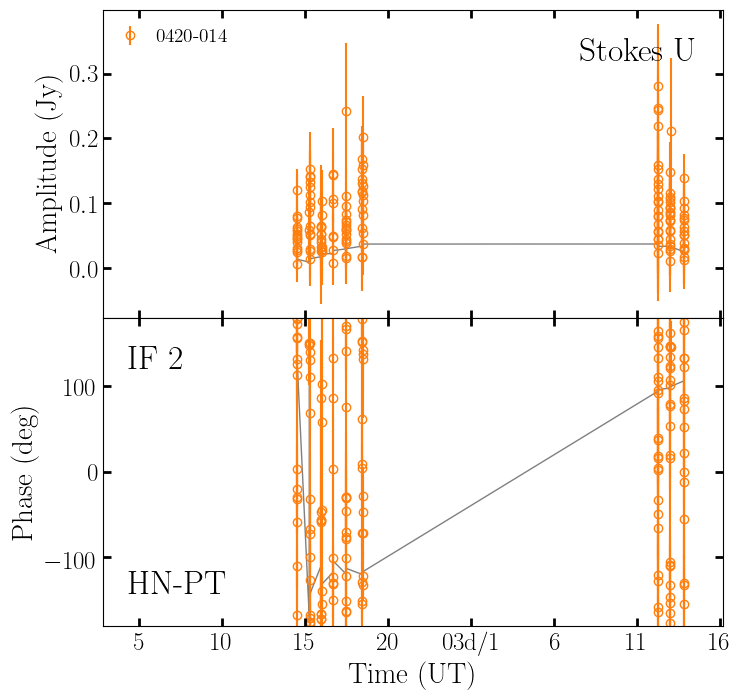 0420-014
Stokes U
Amplitude (Jy)
0.3
0.2
0.1
0.0
IF 2
Phase (deg)
100
0
−100
HN-PT
5 10 15 20 03d/1 6 11 16
Time (UT)